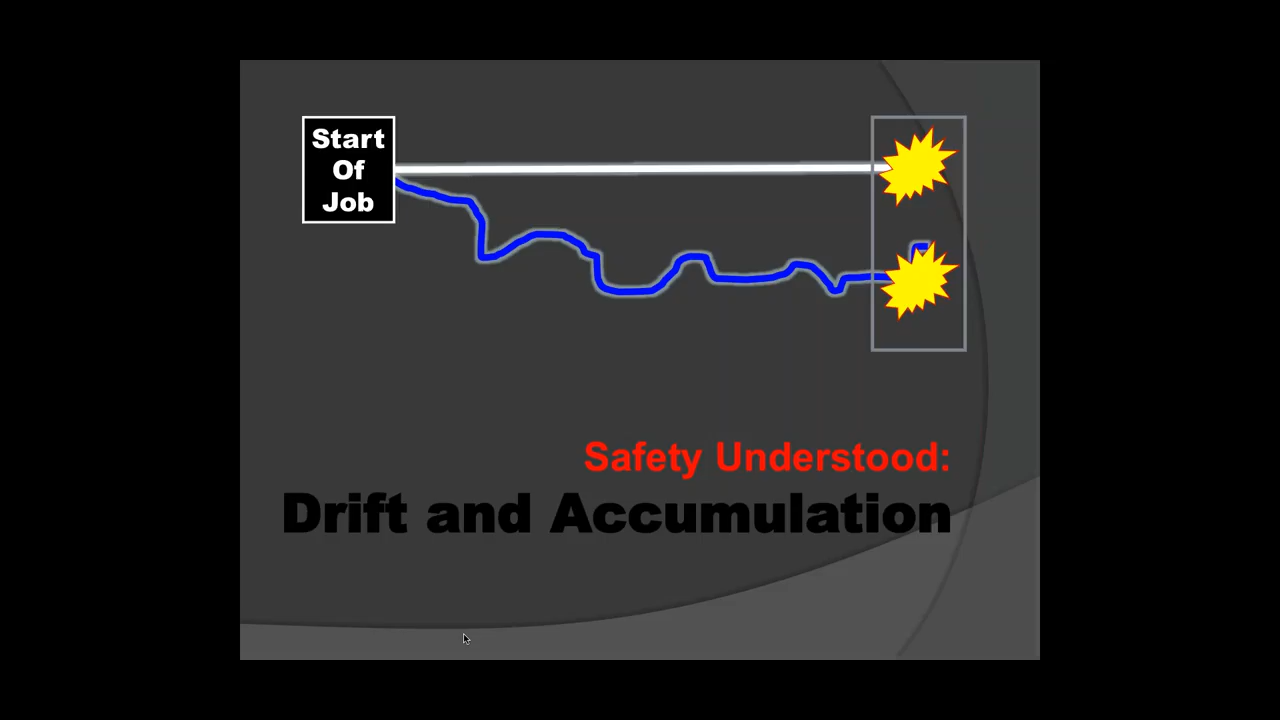 Start
Of
Job
Safety Understood:
Drift and Accumulation